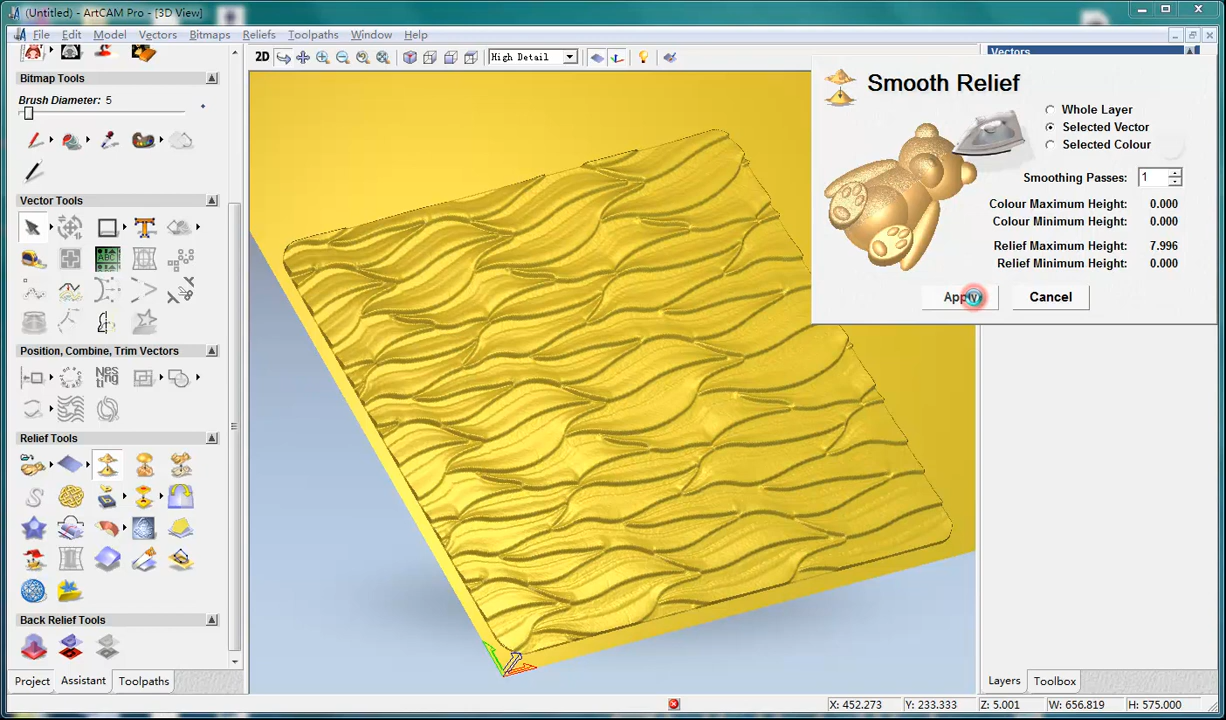 (Untitled) - ArtCAM Pro - [3D View]
File Edit Model Vectors Bitmaps Reliefs Toolpaths Window Help
2D High Detail
Vectors
Bitmap Tools
Brush Diameter: 5
Vector Tools
ABC
Position, Combine, Trim Vectors
Nes
ting
Relief Tools
Back Relief Tools
Project Assistant Toolpaths
Smooth Relief
Whole Layer
Selected Vector
Selected Colour
Smoothing Passes: 1
Colour Maximum Height: 0.000
Colour Minimum Height: 0.000
Relief Maximum Height: 7.996
Relief Minimum Height: 0.000
Apply Cancel
Layers Toolbox
X: 452.273 Y: 233.333 Z: 5.001 W: 656.819 H: 575.000